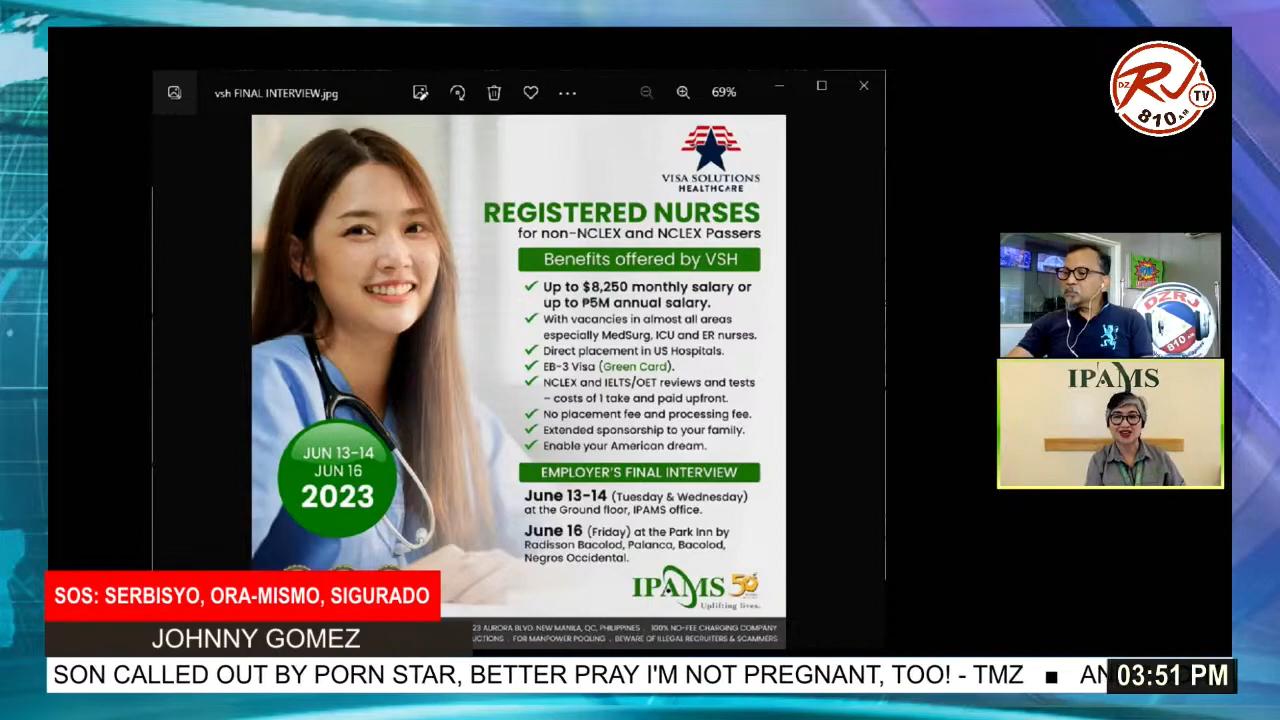 vsh FINAL INTERVIEW.jpg
69%
VISA SOLUTIONS
HEALTHCARE
REGISTERED NURSES
for non-NCLEX and NCLEX Passers
Benefits offered by VSH
Up to $8,250 monthly salary or
up to ₱5M annual salary.
With vacancies in almost all areas
especially MedSurg, ICU and ER nurses.
Direct placement in US Hospitals.
EB-3 Visa (Green Card).
NCLEX and IELTS/OET reviews and tests
– costs of 1 take and paid upfront.
No placement fee and processing fee.
Extended sponsorship to your family.
Enable your American dream.
JUN 13-14
JUN 16
2023
EMPLOYER'S FINAL INTERVIEW
June 13-14 (Tuesday & Wednesday)
at the Ground floor, IPAMS office.
June 16 (Friday) at the Park Inn by
Radisson Bacolod, Palanca, Bacolod,
Negros Occidental.
IPAMS 50
Uplifting lives.
23 AURORA BLVD. NEW MANILA, QC, PHILIPPINES . 100% NO-FEE CHARGING COMPANY
UCTIONS . FOR MANPOWER POOLING . BEWARE OF ILLEGAL RECRUITERS & SCAMMERS
DZ RJ TV
810 AM
DZRJ
810 AM
IPAMS
SOS: SERBISYO, ORA-MISMO, SIGURADO
JOHNNY GOMEZ
SON CALLED OUT BY PORN STAR, BETTER PRAY I'M NOT PREGNANT, TOO! - TMZ ■ AN
03:51 PM